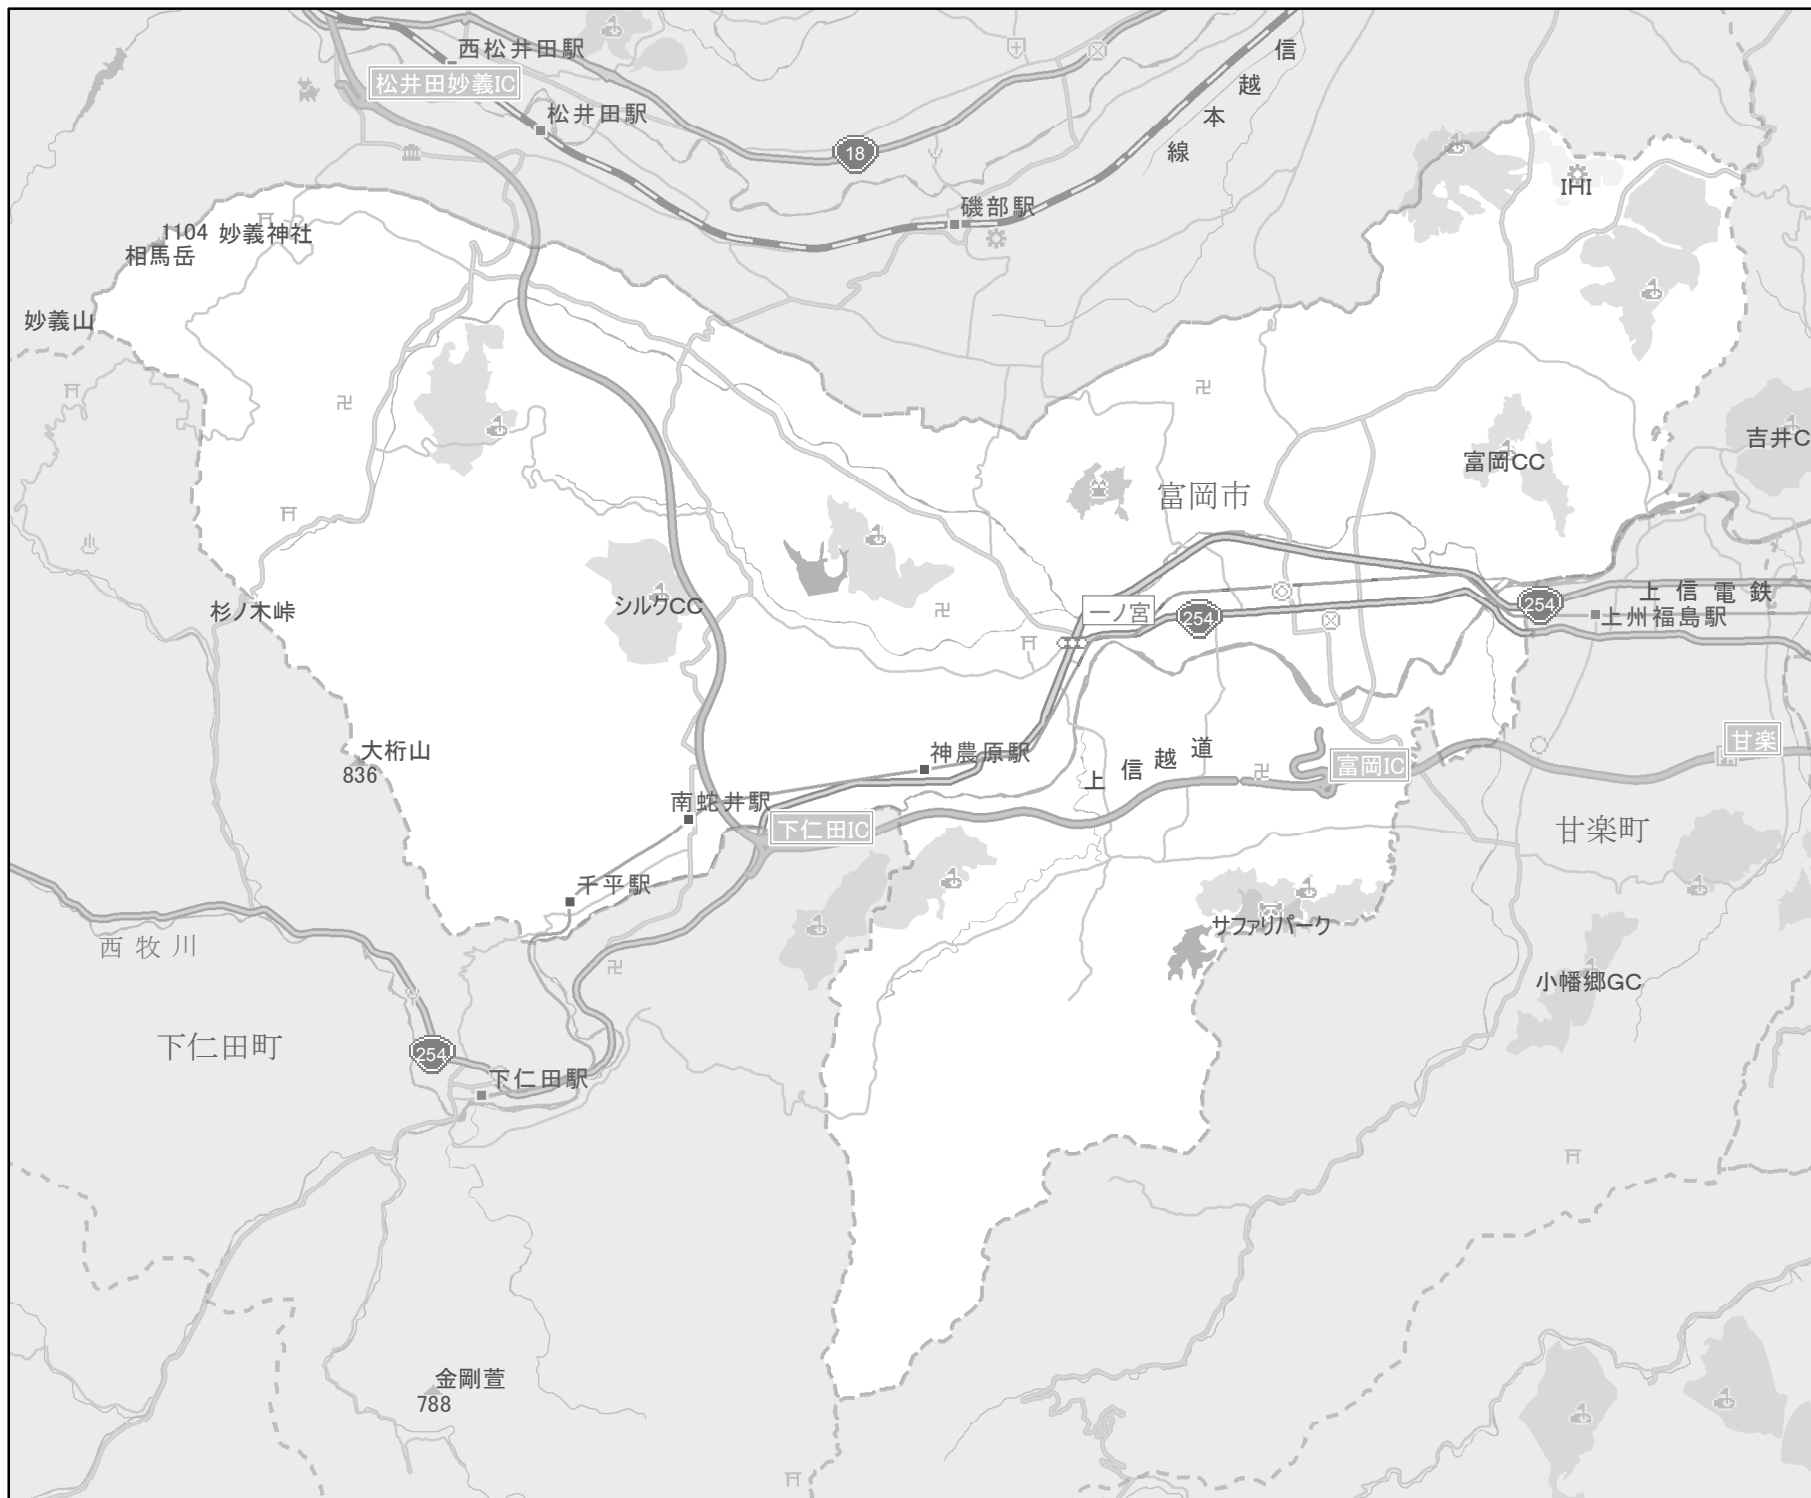 西松井田駅
松井田妙義IC
松井田駅
信越本線
18
磯部駅
IHI
1104
妙義神社
相馬岳
妙義山
吉井C
富岡CC
富岡市
シルクCC
杉ノ木峠
一ノ宮
254
254
上信電鉄
上州福島駅
大桁山
836
神農原駅
上信越道
富岡IC
甘楽
南蛇井駅
下仁田IC
甘楽町
千平駅
サファリパーク
西牧川
小幡郷GC
下仁田町
254
下仁田駅
金剛萱
788